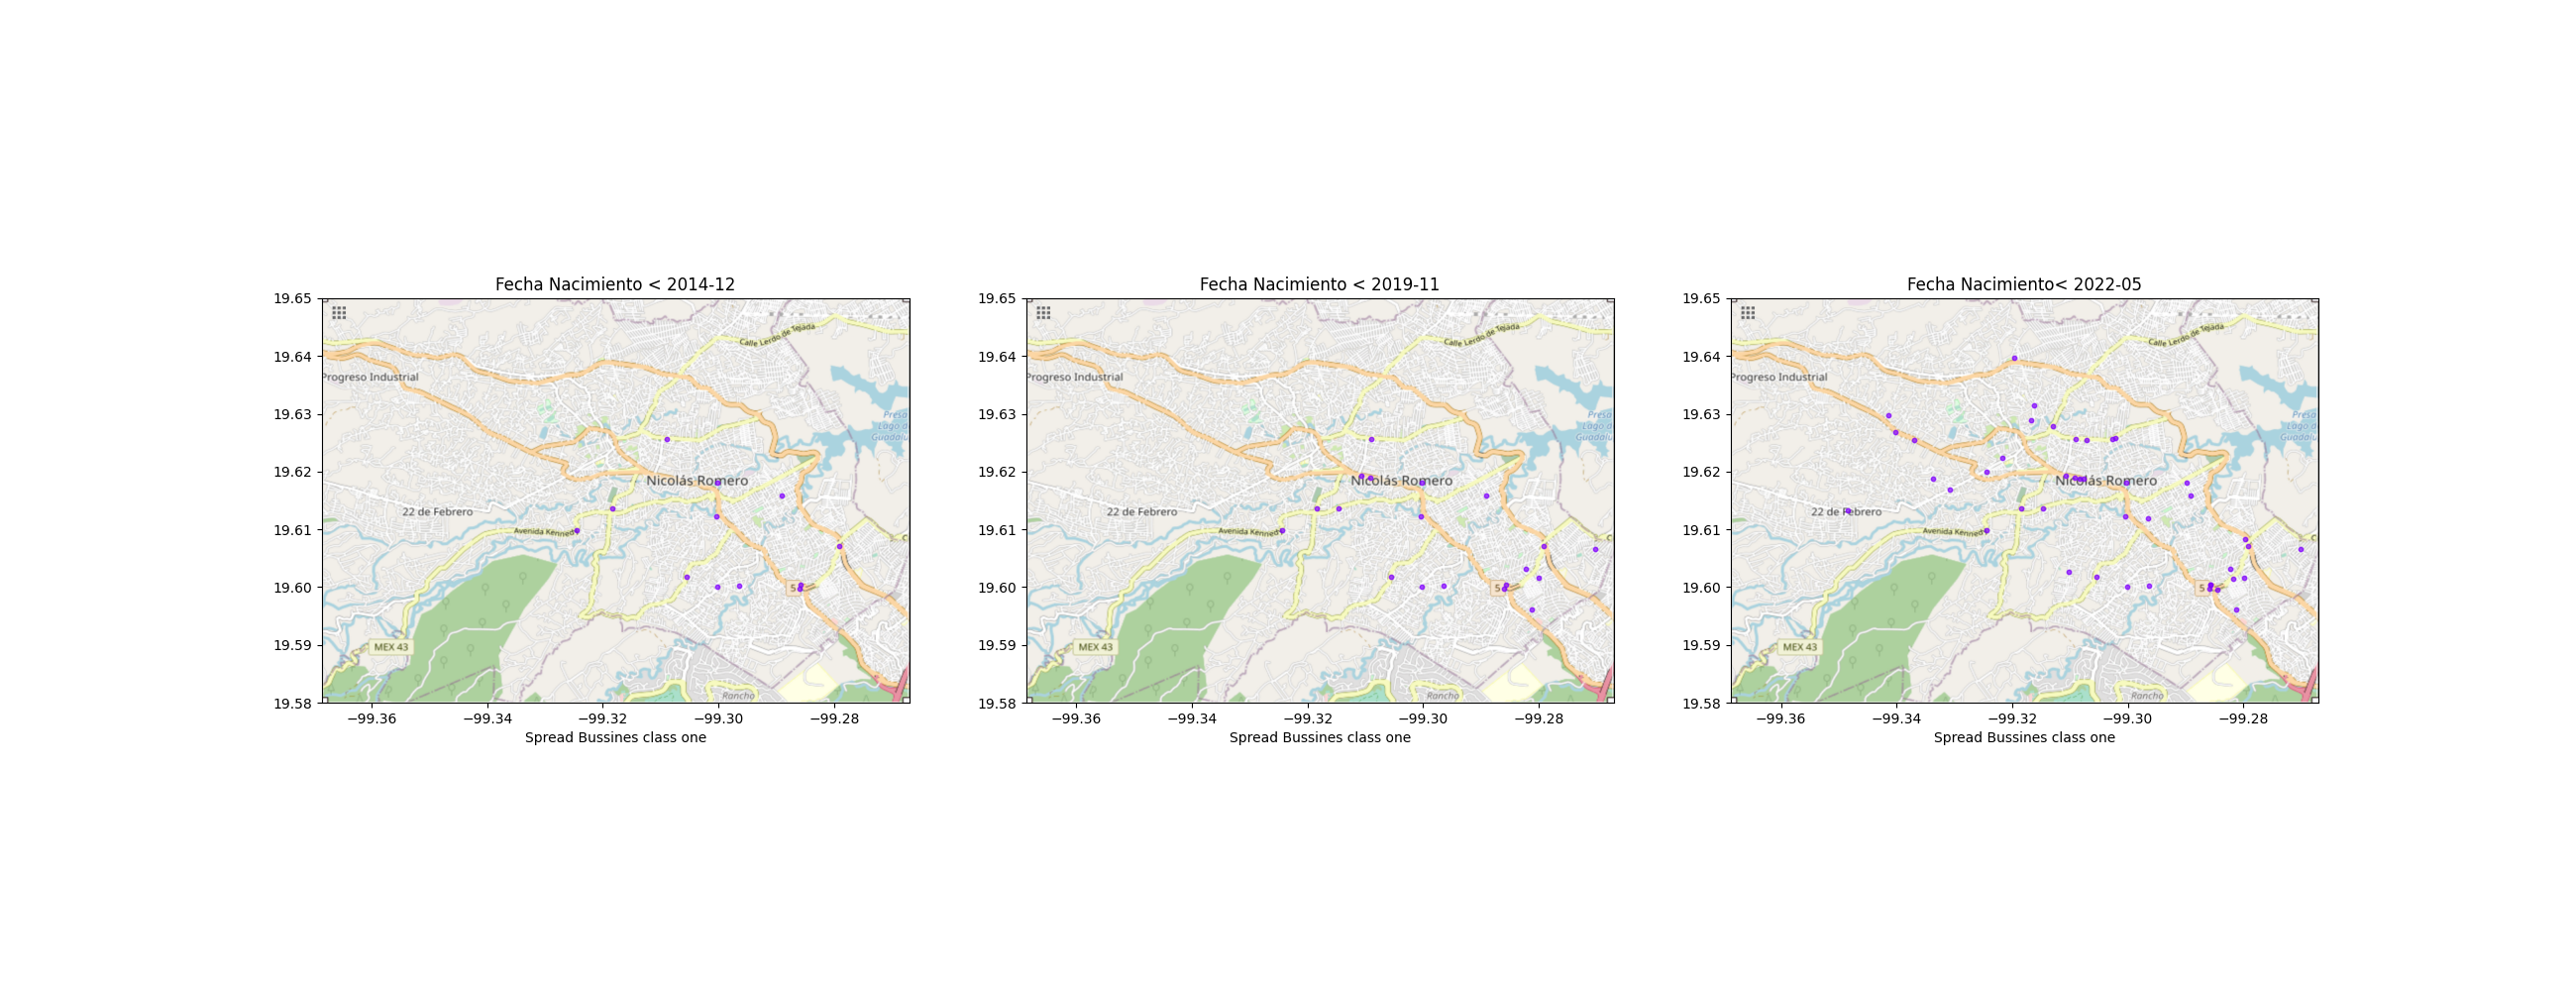 Fecha Nacimiento < 2014-12
19.65
19.64
19.63
19.62
19.61
19.60
19.59
19.58
Calle Lerdo de Tejada
Progreso Industrial
Presa
Lago de
Guadalu
Nicolás Romero
22 de Febrero
Avenida Kenned
5
MEX 43
Rancho
−99.36 −99.34 −99.32 −99.30 −99.28
Spread Bussines class one
Fecha Nacimiento < 2019-11
19.65
19.64
19.63
19.62
19.61
19.60
19.59
19.58
Calle Lerdo de Tejada
Progreso Industrial
Presa
Lago de
Guadalu
Nicolás Romero
22 de Febrero
Avenida Kenned
C
5
MEX 43
Rancho
−99.36 −99.34 −99.32 −99.30 −99.28
Spread Bussines class one
Fecha Nacimiento< 2022-05
19.65
19.64
19.63
19.62
19.61
19.60
19.59
19.58
Calle Lerdo de Tejada
Progreso Industrial
Presa
Lago de
Guadalu
Nicolás Romero
22 de Febrero
Avenida Kenned
C
5
MEX 43
Rancho
−99.36 −99.34 −99.32 −99.30 −99.28
Spread Bussines class one